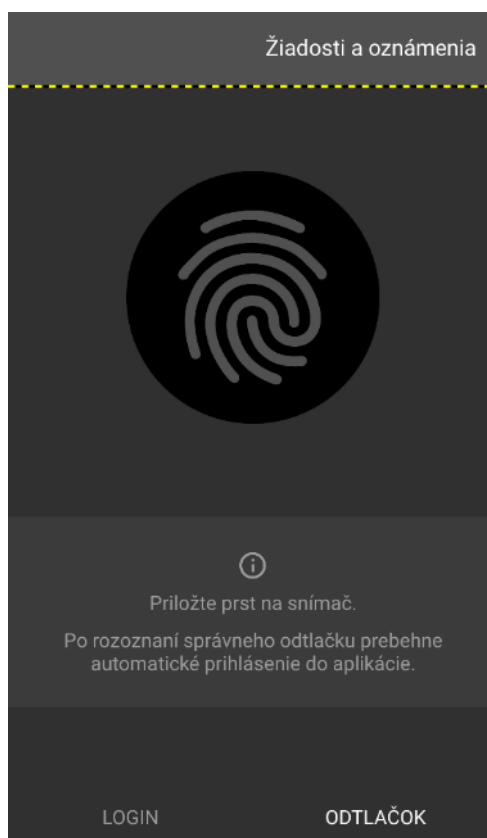 Žiadosti a oznámenia
Priložte prst na snímač.
Po rozoznaní správneho odtlačku prebehne
automatické prihlásenie do aplikácie.
LOGIN
ODTLAČOK